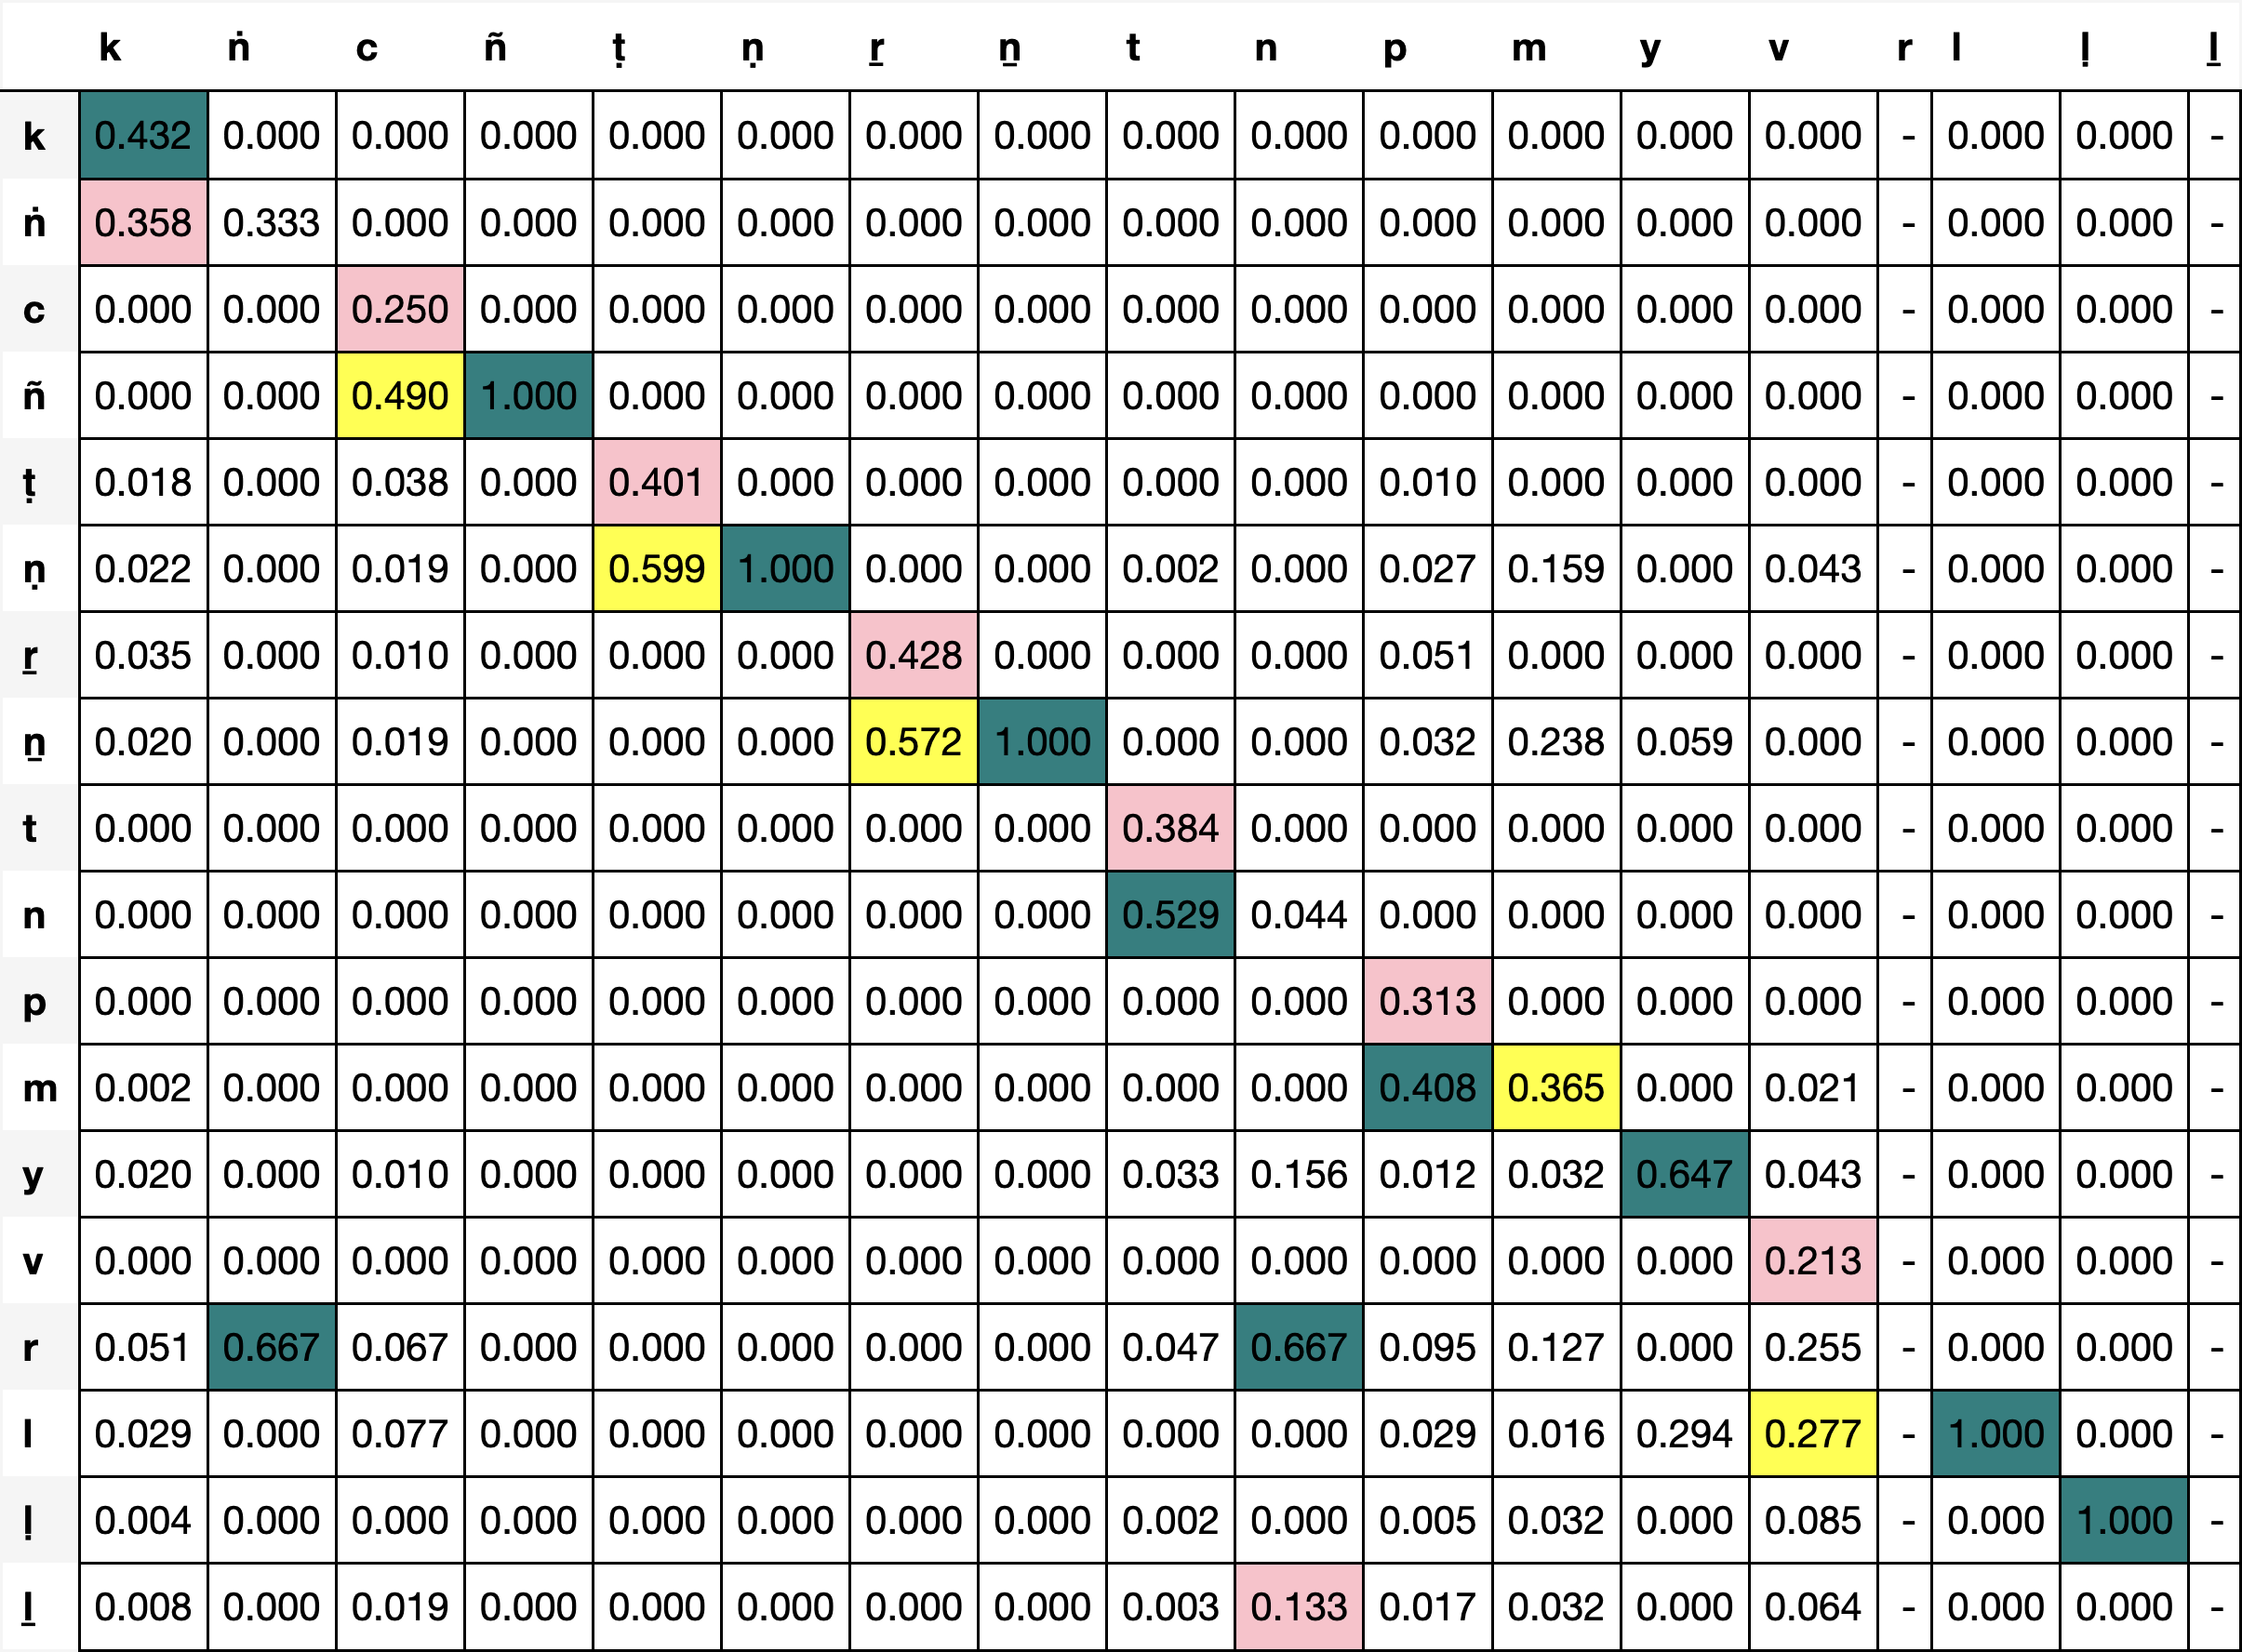 k ṅ c ñ ṭ ṇ ṟ ṉ t n p m y v r l ḷ ḻ
k 0.432 0.000 0.000 0.000 0.000 0.000 0.000 0.000 0.000 0.000 0.000 0.000 0.000 0.000 - 0.000 0.000 -
ṅ 0.358 0.333 0.000 0.000 0.000 0.000 0.000 0.000 0.000 0.000 0.000 0.000 0.000 0.000 - 0.000 0.000 -
c 0.000 0.000 0.250 0.000 0.000 0.000 0.000 0.000 0.000 0.000 0.000 0.000 0.000 0.000 - 0.000 0.000 -
ñ 0.000 0.000 0.490 1.000 0.000 0.000 0.000 0.000 0.000 0.000 0.000 0.000 0.000 0.000 - 0.000 0.000 -
ṭ 0.018 0.000 0.038 0.000 0.401 0.000 0.000 0.000 0.000 0.000 0.010 0.000 0.000 0.000 - 0.000 0.000 -
ṇ 0.022 0.000 0.019 0.000 0.599 1.000 0.000 0.000 0.002 0.000 0.027 0.159 0.000 0.043 - 0.000 0.000 -
ṟ 0.035 0.000 0.010 0.000 0.000 0.000 0.428 0.000 0.000 0.000 0.051 0.000 0.000 0.000 - 0.000 0.000 -
ṉ 0.020 0.000 0.019 0.000 0.000 0.000 0.572 1.000 0.000 0.000 0.032 0.238 0.059 0.000 - 0.000 0.000 -
t 0.000 0.000 0.000 0.000 0.000 0.000 0.000 0.000 0.384 0.000 0.000 0.000 0.000 0.000 - 0.000 0.000 -
n 0.000 0.000 0.000 0.000 0.000 0.000 0.000 0.000 0.529 0.044 0.000 0.000 0.000 0.000 - 0.000 0.000 -
p 0.000 0.000 0.000 0.000 0.000 0.000 0.000 0.000 0.000 0.000 0.313 0.000 0.000 0.000 - 0.000 0.000 -
m 0.002 0.000 0.000 0.000 0.000 0.000 0.000 0.000 0.000 0.000 0.408 0.365 0.000 0.021 - 0.000 0.000 -
y 0.020 0.000 0.010 0.000 0.000 0.000 0.000 0.000 0.033 0.156 0.012 0.032 0.647 0.043 - 0.000 0.000 -
v 0.000 0.000 0.000 0.000 0.000 0.000 0.000 0.000 0.000 0.000 0.000 0.000 0.000 0.213 - 0.000 0.000 -
r 0.051 0.667 0.067 0.000 0.000 0.000 0.000 0.000 0.047 0.667 0.095 0.127 0.000 0.255 - 0.000 0.000 -
l 0.029 0.000 0.077 0.000 0.000 0.000 0.000 0.000 0.000 0.000 0.029 0.016 0.294 0.277 - 1.000 0.000 -
ḷ 0.004 0.000 0.000 0.000 0.000 0.000 0.000 0.000 0.002 0.000 0.005 0.032 0.000 0.085 - 0.000 1.000 -
ḻ 0.008 0.000 0.019 0.000 0.000 0.000 0.000 0.000 0.003 0.133 0.017 0.032 0.000 0.064 - 0.000 0.000 -